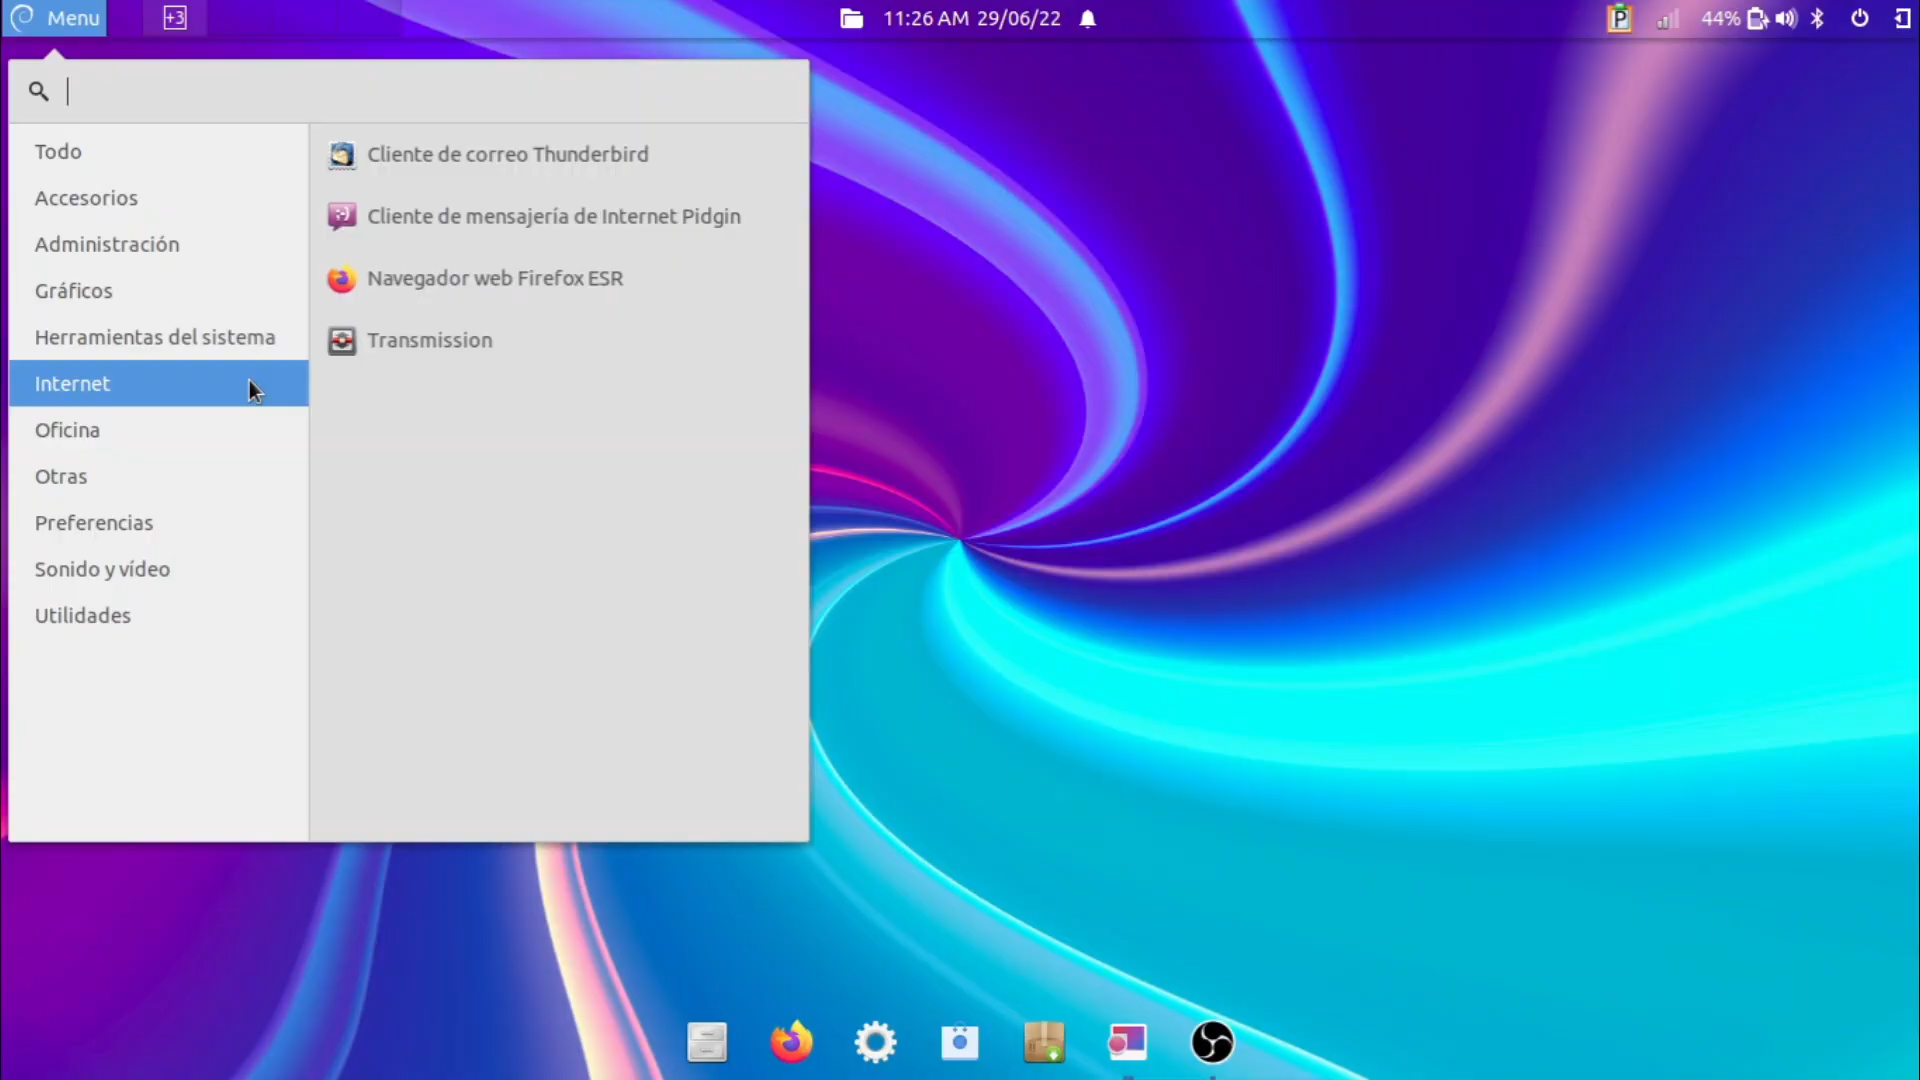 Menu
+3
11:26 AM 29/06/22
P
44%
Todo
Accesorios
Administración
Gráficos
Herramientas del sistema
Internet
Oficina
Otras
Preferencias
Sonido y vídeo
Utilidades
Cliente de correo Thunderbird
Cliente de mensajería de Internet Pidgin
Navegador web Firefox ESR
Transmission